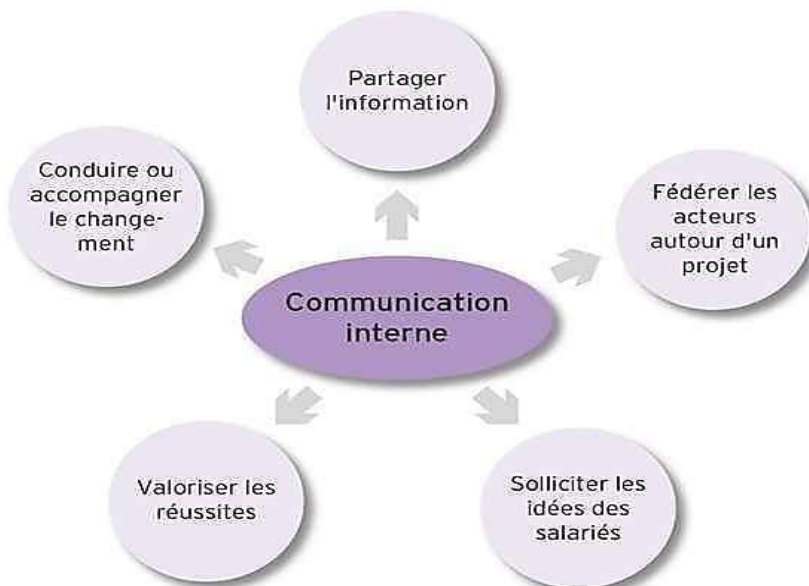 Partager
l'information
Conduire ou
accompagner
le change-
ment
Fédérer les
acteurs
autour d'un
projet
Communication
interne
Valoriser les
réussites
Solliciter les
idées des
salariés